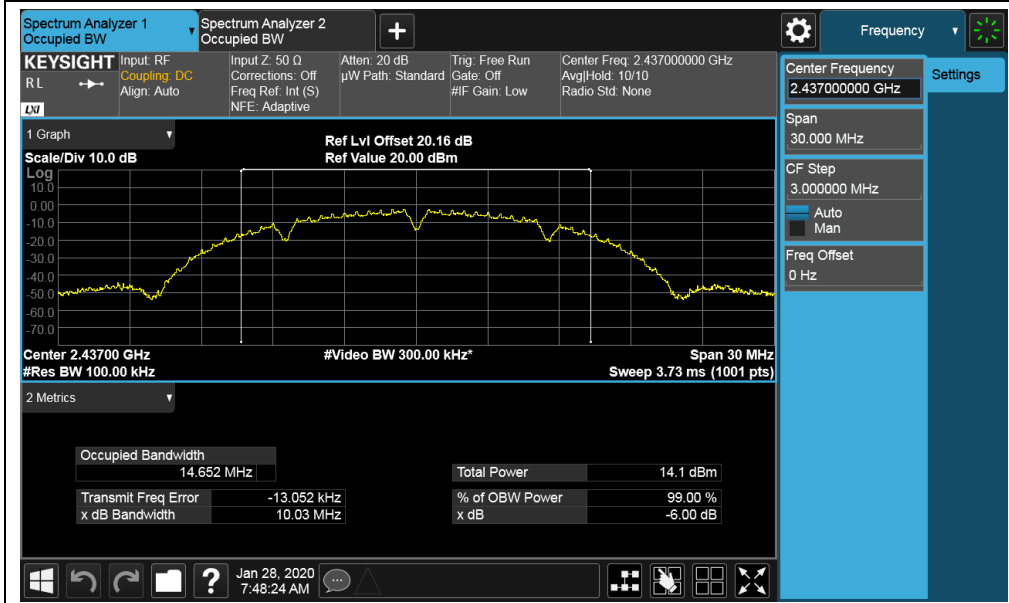 Spectrum Analyzer 1
Occupied BW
Spectrum Analyzer 2
Occupied BW
Frequency
KEYSIGHT
R L
LXI
Input: RF
Coupling: DC
Align: Auto
Input Z: 50 Ω
Corrections: Off
Freq Ref: Int (S)
NFE: Adaptive
Atten: 20 dB
µW Path: Standard
Trig: Free Run
Gate: Off
#IF Gain: Low
Center Freq: 2.437000000 GHz
Avg|Hold: 10/10
Radio Std: None
Center Frequency
2.437000000 GHz
Settings
Span
30.000 MHz
CF Step
3.000000 MHz
Auto
Man
Freq Offset
0 Hz
1 Graph
Scale/Div 10.0 dB
Ref Lvl Offset 20.16 dB
Ref Value 20.00 dBm
Log
10.0
0.00
-10.0
-20.0
-30.0
-40.0
-50.0
-60.0
-70.0
Center 2.43700 GHz
#Video BW 300.00 kHz*
Span 30 MHz
#Res BW 100.00 kHz
Sweep 3.73 ms (1001 pts)
2 Metrics
Occupied Bandwidth
14.652 MHz
Total Power 14.1 dBm
Transmit Freq Error -13.052 kHz
% of OBW Power 99.00 %
x dB Bandwidth 10.03 MHz
x dB -6.00 dB
?
Jan 28, 2020
7:48:24 AM